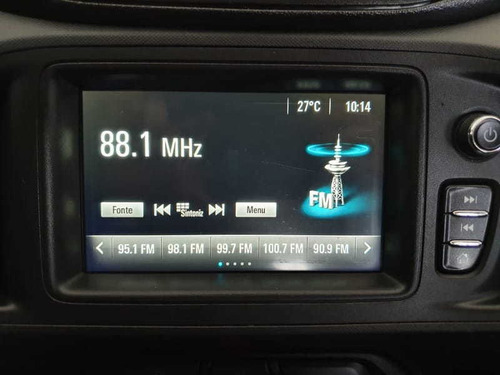 27°C 10:14
88.1 MHz
FM
Fonte Sintoniz Menu
95.1 FM 98.1 FM 99.7 FM 100.7 FM 90.9 FM